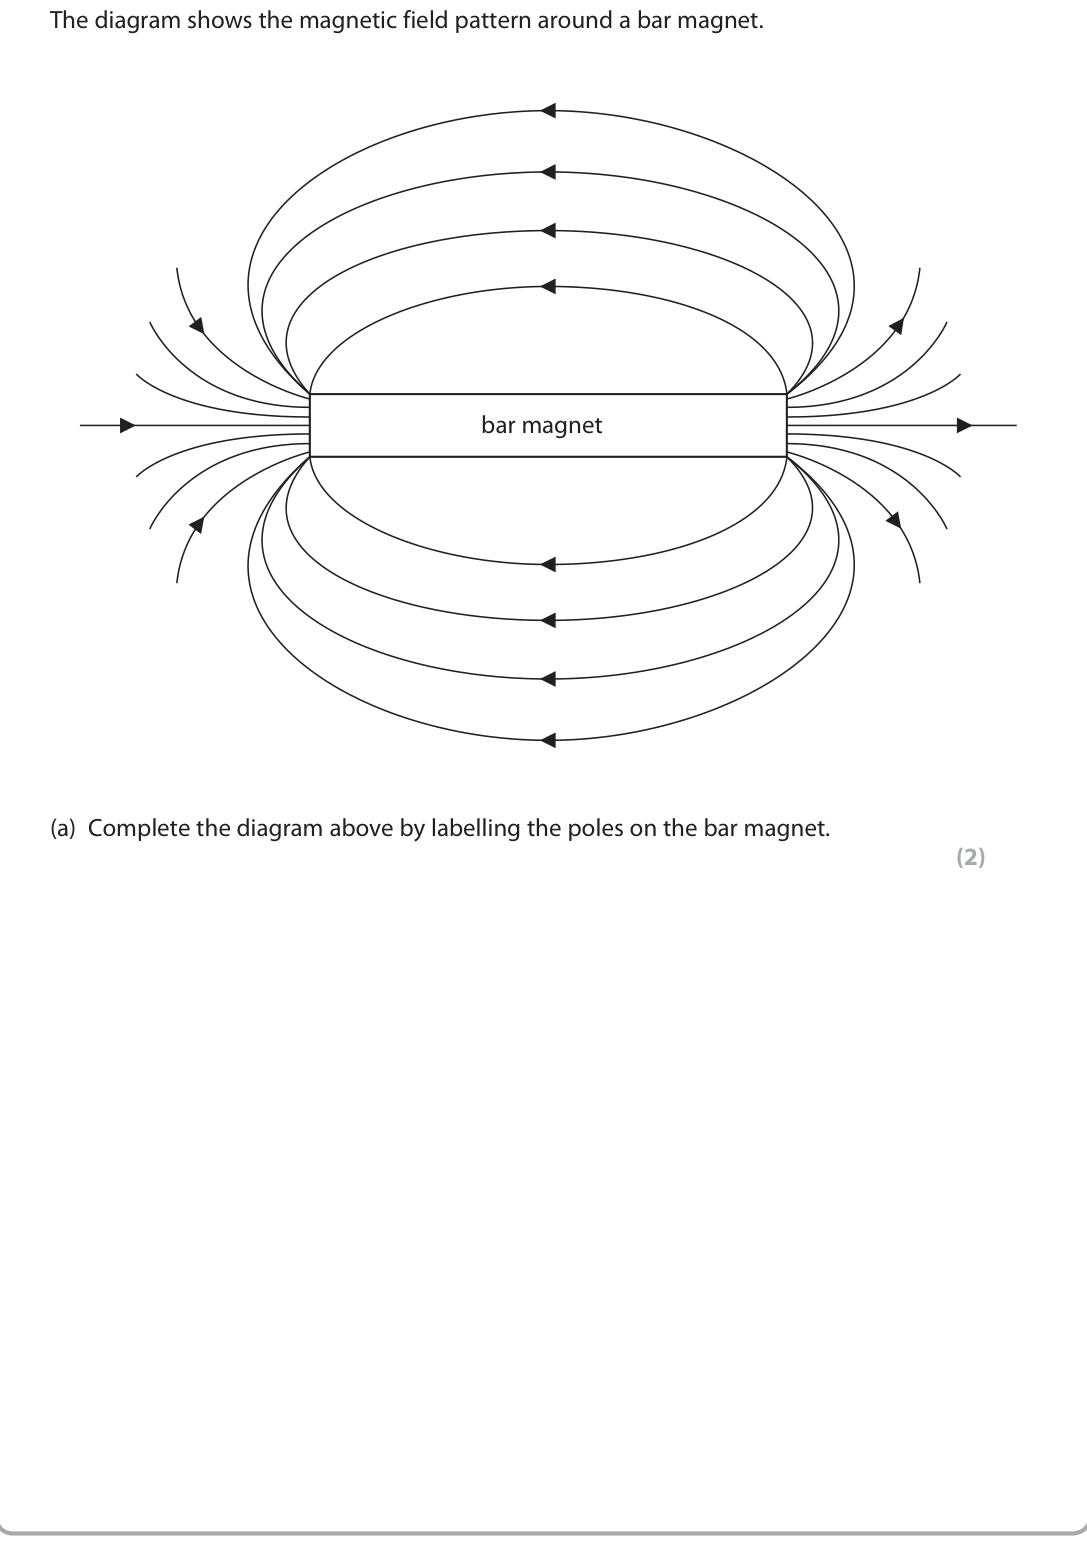 The diagram shows the magnetic field pattern around a bar magnet.
bar magnet
(a) Complete the diagram above by labelling the poles on the bar magnet.
(2)